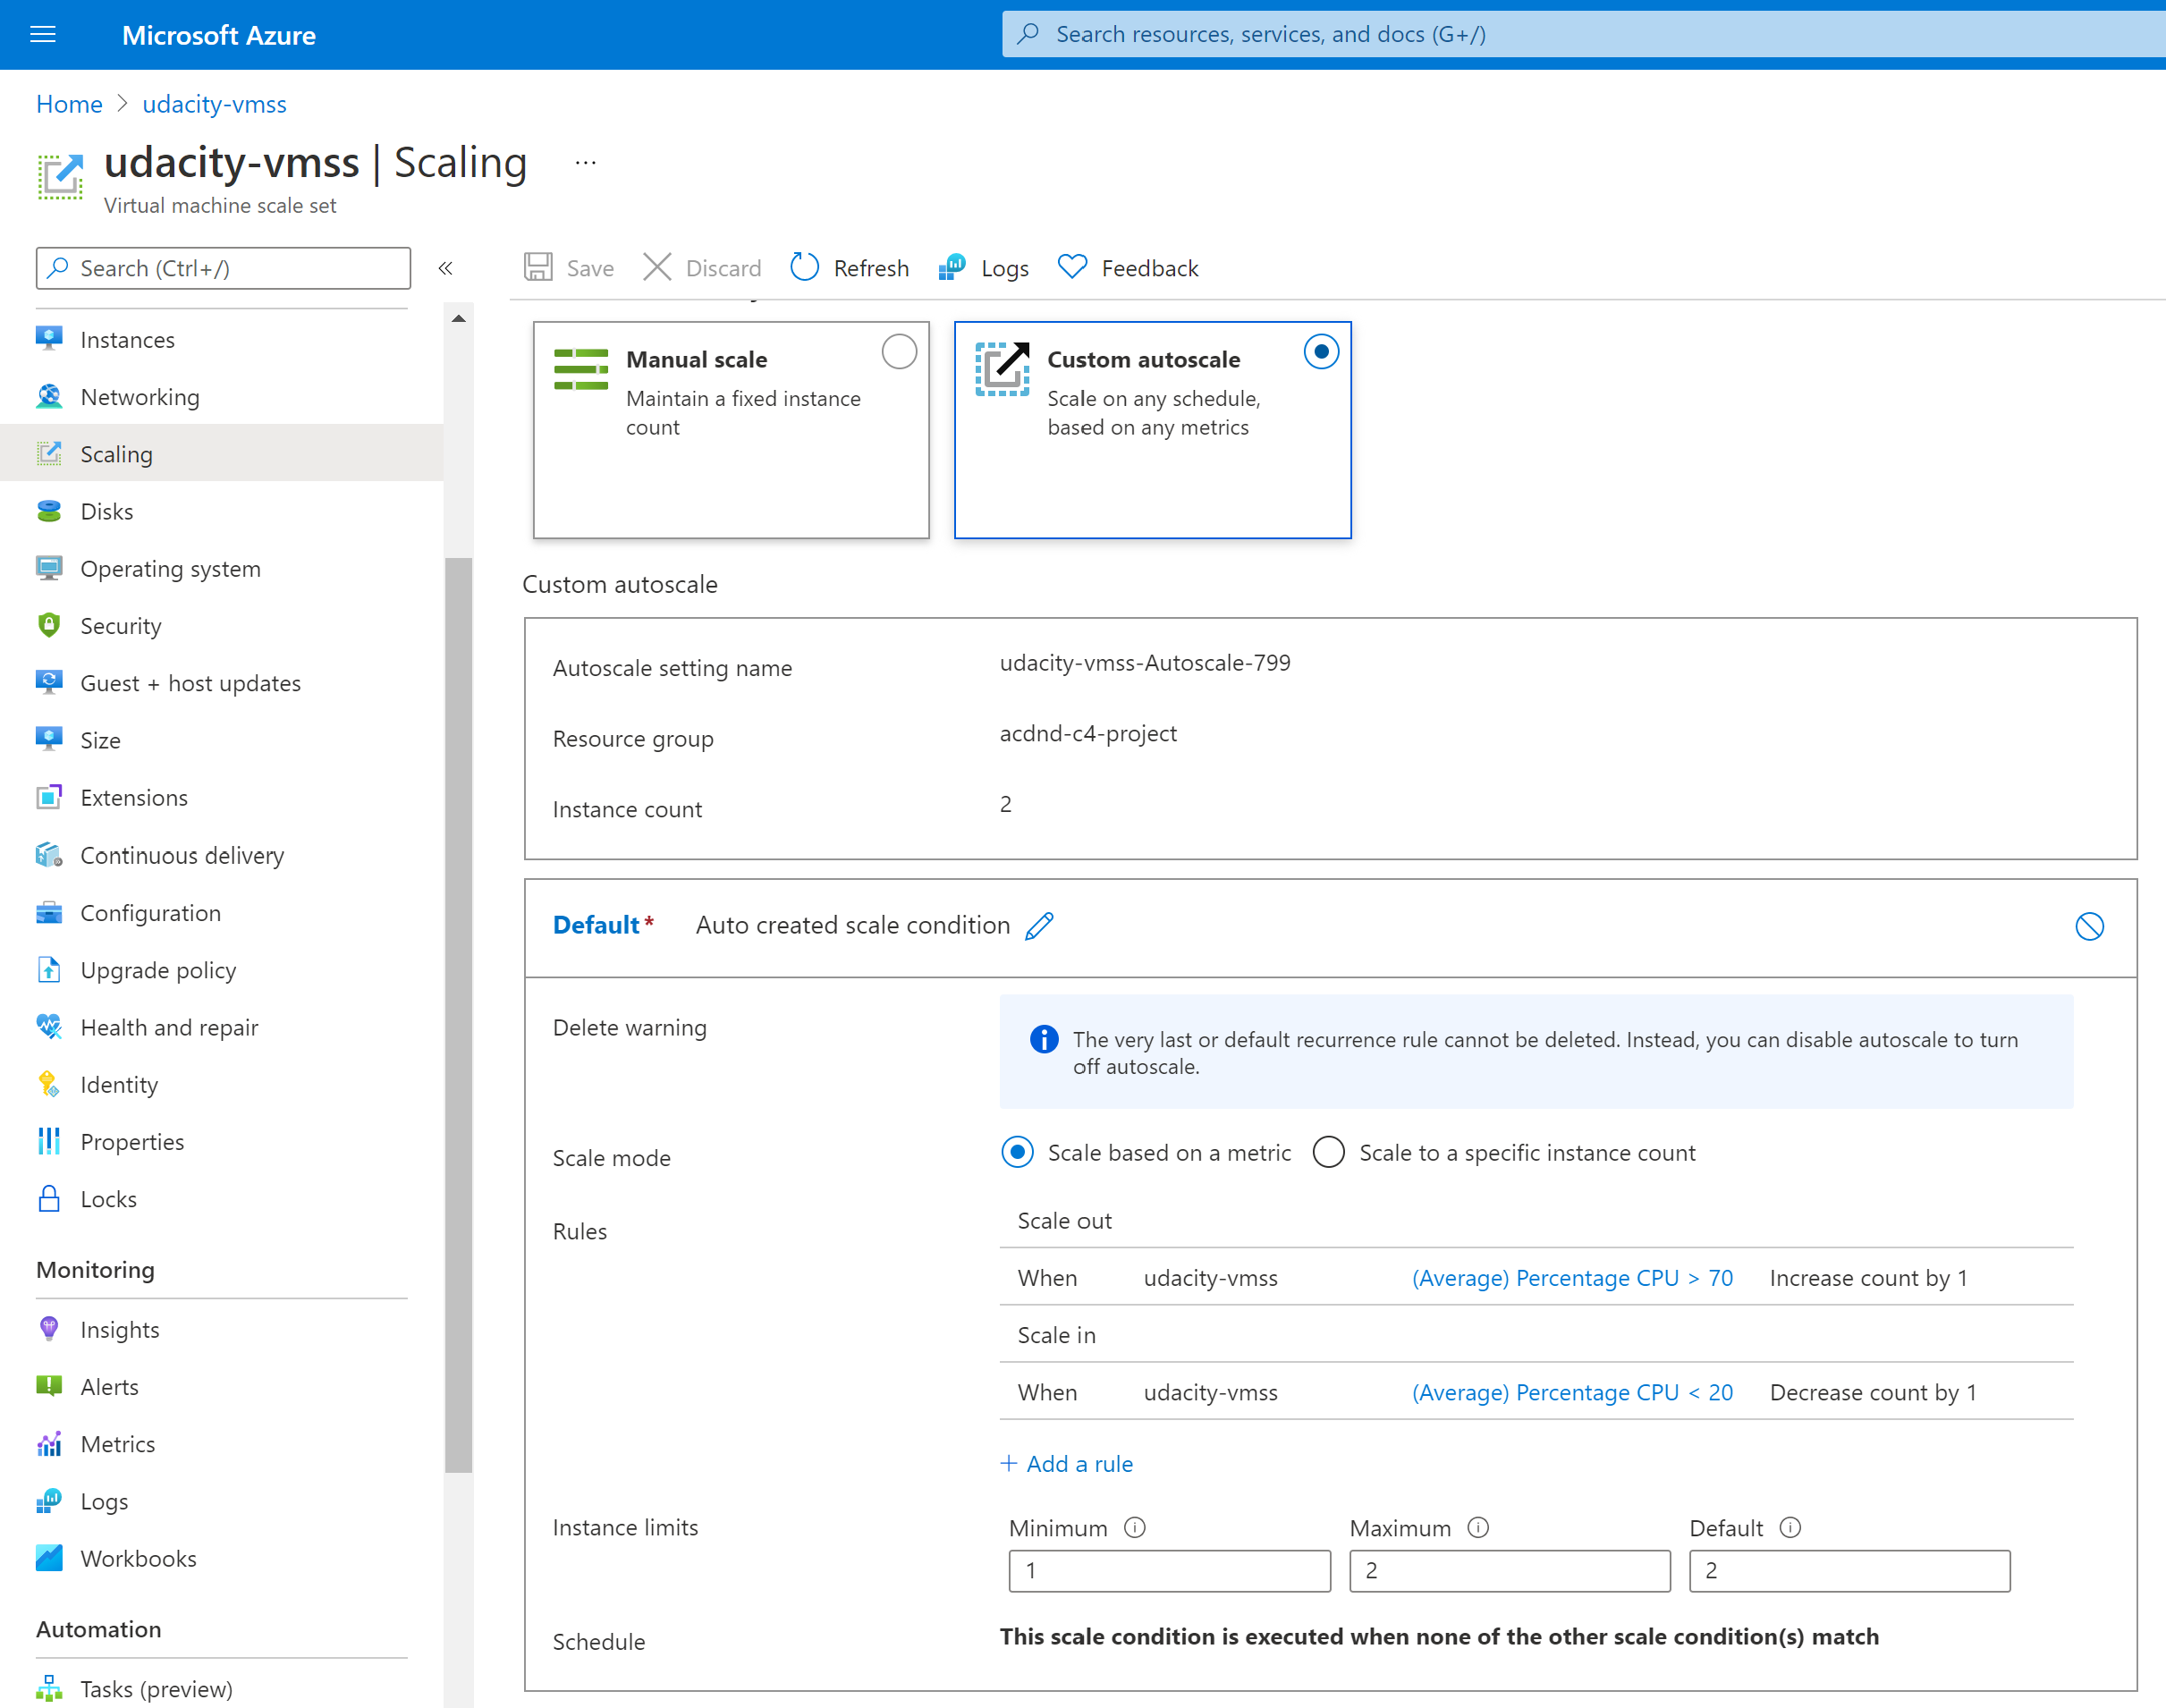 Microsoft Azure
Search resources, services, and docs (G+/)
Home > udacity-vmss
udacity-vmss | Scaling ...
Virtual machine scale set
Search (Ctrl+/)
«
Instances
Networking
Scaling
Disks
Operating system
Security
Guest + host updates
Size
Extensions
Continuous delivery
Configuration
Upgrade policy
Health and repair
Identity
Properties
Locks
Monitoring
Insights
Alerts
Metrics
Logs
Workbooks
Automation
Tasks (preview)
Save Discard Refresh Logs Feedback
Manual scale
Maintain a fixed instance
count
Custom autoscale
Scale on any schedule,
based on any metrics
Custom autoscale
Autoscale setting name udacity-vmss-Autoscale-799
Resource group acdnd-c4-project
Instance count 2
Default* Auto created scale condition
Delete warning
The very last or default recurrence rule cannot be deleted. Instead, you can disable autoscale to turn
off autoscale.
Scale mode Scale based on a metric Scale to a specific instance count
Rules
Scale out
When udacity-vmss (Average) Percentage CPU > 70 Increase count by 1
Scale in
When udacity-vmss (Average) Percentage CPU < 20 Decrease count by 1
+ Add a rule
Instance limits
Minimum Maximum Default
1 2 2
Schedule This scale condition is executed when none of the other scale condition(s) match